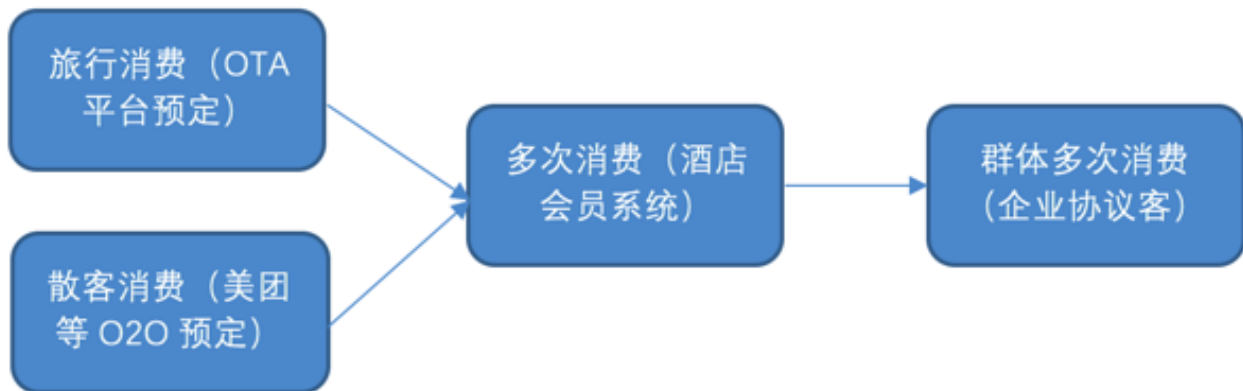 旅行消费（OTA
平台预定）
散客消费（美团
等 O2O 预定）
多次消费（酒店
会员系统）
群体多次消费
（企业协议客）